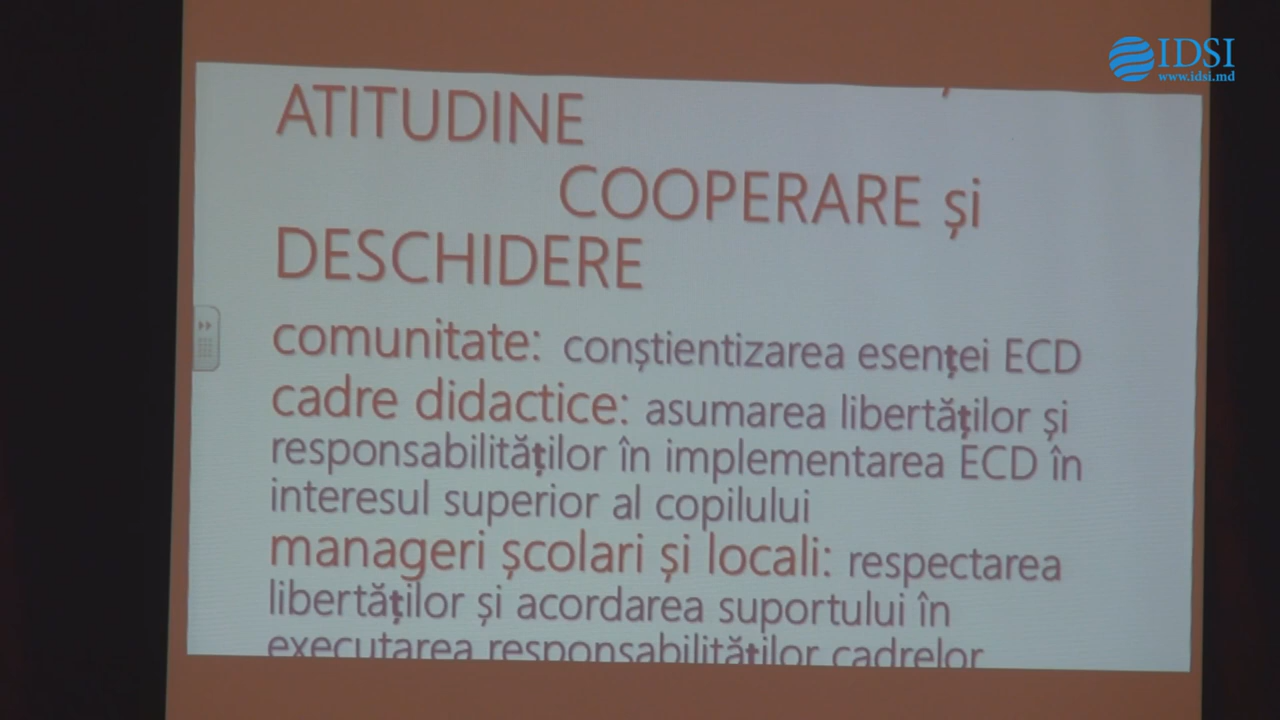 IDSI
www.idsi.md
ATITUDINE
COOPERARE și
DESCHIDERE
comunitate: conștientizarea esenței ECD
cadre didactice: asumarea libertăților și
responsabilităților în implementarea ECD în
interesul superior al copilului
manageri școlari și locali: respectarea
libertăților și acordarea suportului în
executarea responsabilităților cadrelor